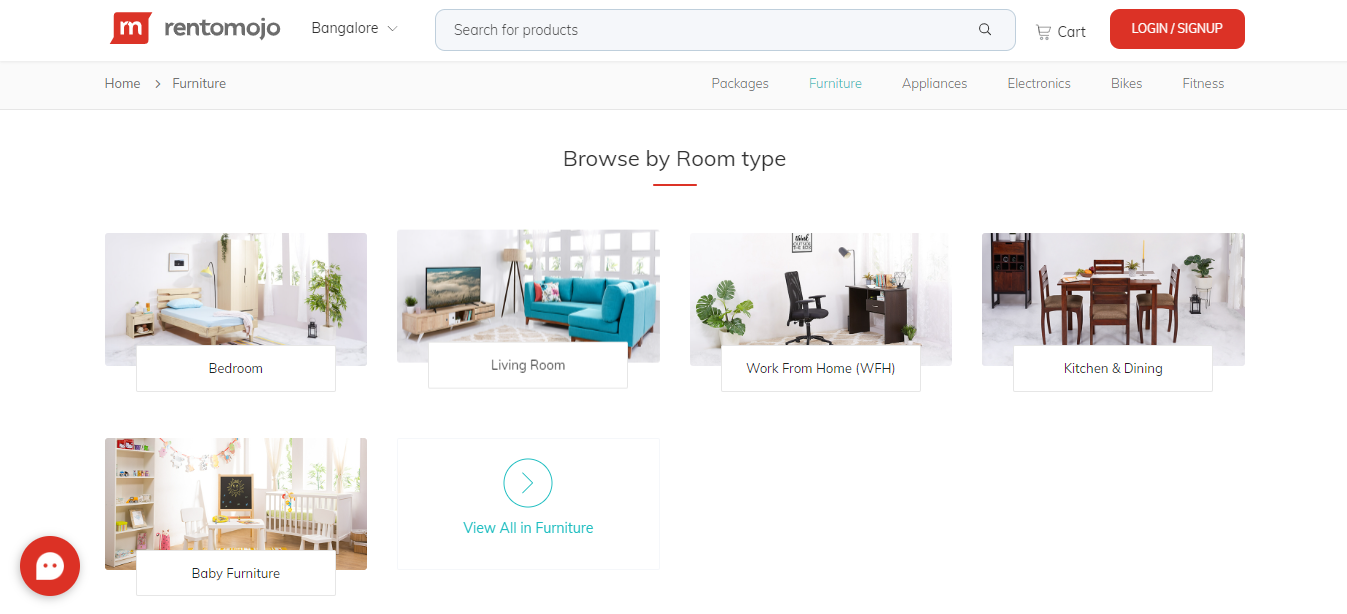 m rentomojo
Bangalore
Search for products
Cart
LOGIN / SIGNUP
Home > Furniture
Packages
Furniture
Appliances
Electronics
Bikes
Fitness
Browse by Room type
Bedroom
Living Room
Work From Home (WFH)
Kitchen & Dining
Baby Furniture
View All in Furniture